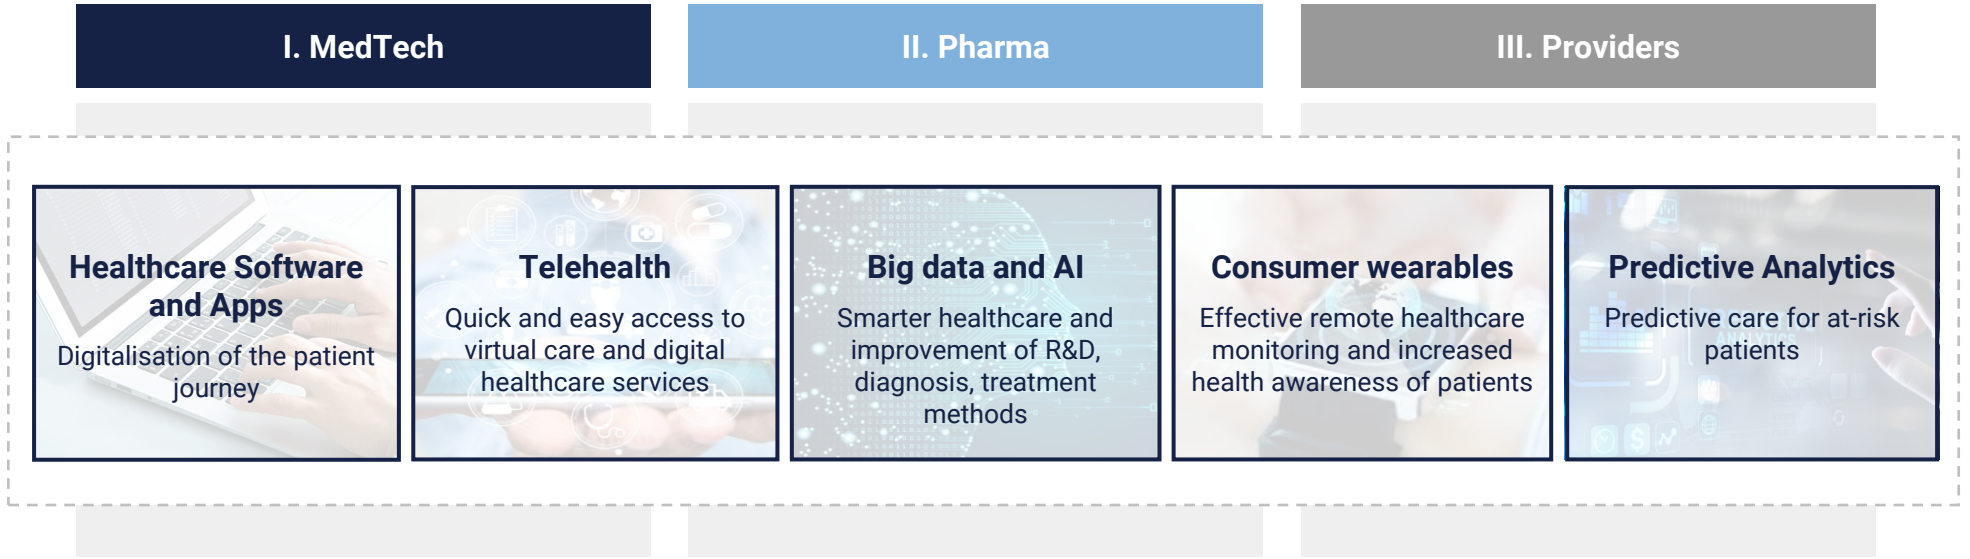 I. MedTech
II. Pharma
III. Providers
Healthcare Software
and Apps
Digitalisation of the patient
journey
Telehealth
Quick and easy access to
virtual care and digital
healthcare services
Big data and AI
Smarter healthcare and
improvement of R&D,
diagnosis, treatment
methods
Consumer wearables
Effective remote healthcare
monitoring and increased
health awareness of patients
Predictive Analytics
Predictive care for at-risk
patients
ANALYTICS